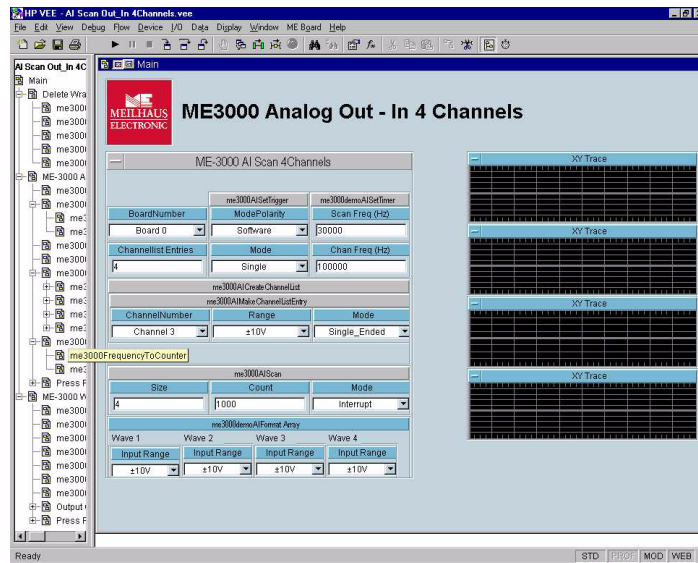 HP VEE - AI Scan Out_In 4Channels.vee
File Edit View Debug Flow Device I/O Data Display Window ME Board Help
AI Scan Out_In 4C
Main
Main
Delete Wra
me300(
me300(
me300(
me300(
me300(
ME-3000 A
me300(
me300(
me3
me3
me300(
me300(
me3
me3
me3
me3
me300(
me3000FrequencyToCounter
me3
Press F
ME-3000 W
me300(
me300(
me300(
me300(
me300(
me300(
Output
Press F
MEILHAUS
ELECTRONIC
ME3000 Analog Out - In 4 Channels
ME-3000 AI Scan 4Channels
me3000AISetTrigger me3000demoAISetTimer
BoardNumber ModePolarity Scan Freq (Hz)
Board 0 Software 30000
Channellist Entries Mode Chan Freq (Hz)
4 Single 100000
me3000AICreateChannelList
me3000AIMakeChannelListEntry
ChannelNumber Range Mode
Channel 3 ±10V Single_Ended
me3000AIScan
Size Count Mode
4 1000 Interrupt
me3000demoAIFormat Array
Wave 1 Wave 2 Wave 3 Wave 4
Input Range Input Range Input Range Input Range
±10V ±10V ±10V ±10V
XY Trace
XY Trace
XY Trace
XY Trace
Ready
STD PROF MOD WEB